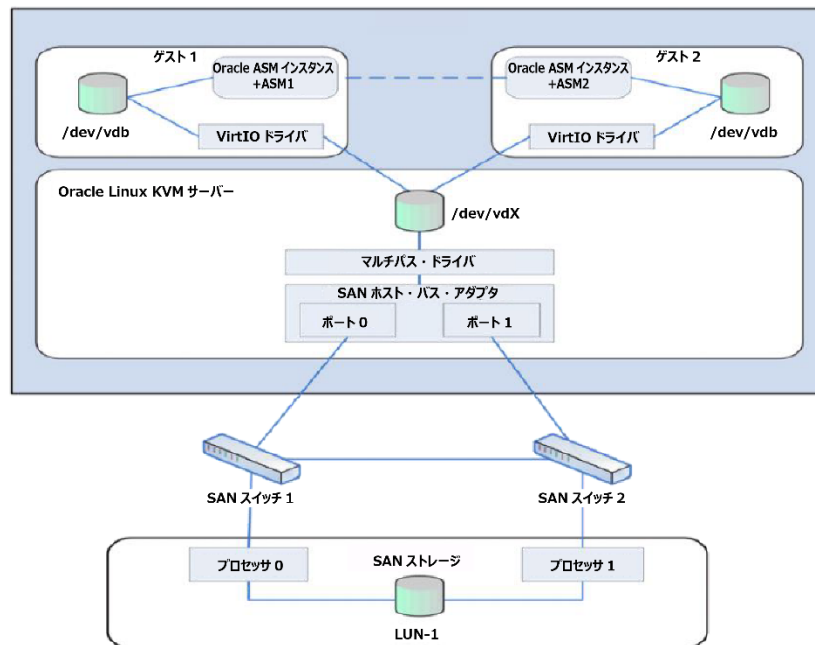 ゲスト 1
Oracle ASM インスタンス
+ASM1
/dev/vdb
VirtIO ドライバ
ゲスト 2
Oracle ASM インスタンス
+ASM2
/dev/vdb
VirtIO ドライバ
Oracle Linux KVM サーバー
/dev/vdX
マルチパス・ドライバ
SAN ホスト・バス・アダプタ
ポート 0
ポート 1
SAN スイッチ 1
SAN スイッチ 2
プロセッサ 0
SAN ストレージ
プロセッサ 1
LUN-1